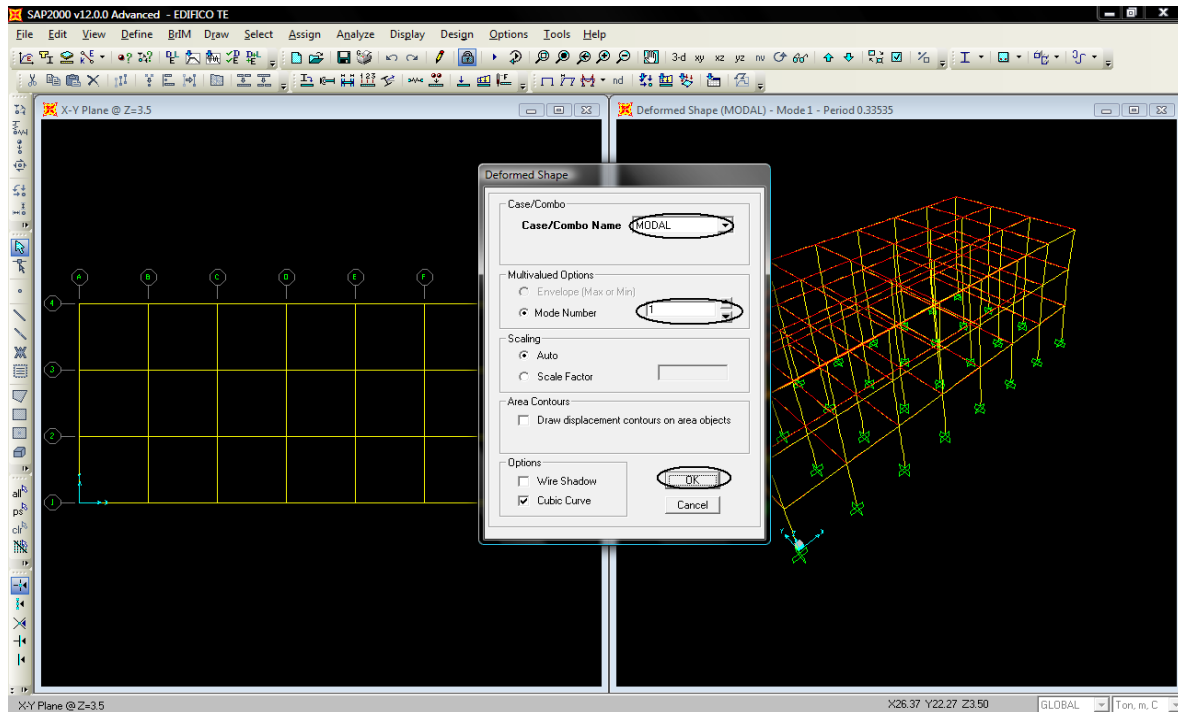 SAP2000 v12.0.0 Advanced - EDIFICO TE
File Edit View Define BrIM Draw Select Assign Analyze Display Design Options Tools Help
3-d xy xz yz nv
nd
X-Y Plane @ Z=3.5
Deformed Shape (MODAL) - Mode 1 - Period 0.33535
Deformed Shape
Case/Combo
Case/Combo Name MODAL
Multivalued Options
Envelope (Max or Min)
Mode Number 1
Scaling
Auto
Scale Factor
Area Contours
Draw displacement contours on area objects
Options
Wire Shadow
Cubic Curve
OK
Cancel
A B C D E F
4
3
2
1
all
ps
clr
X-Y Plane @ Z=3.5
X26.37 Y22.27 Z3.50
GLOBAL
Ton, m, C